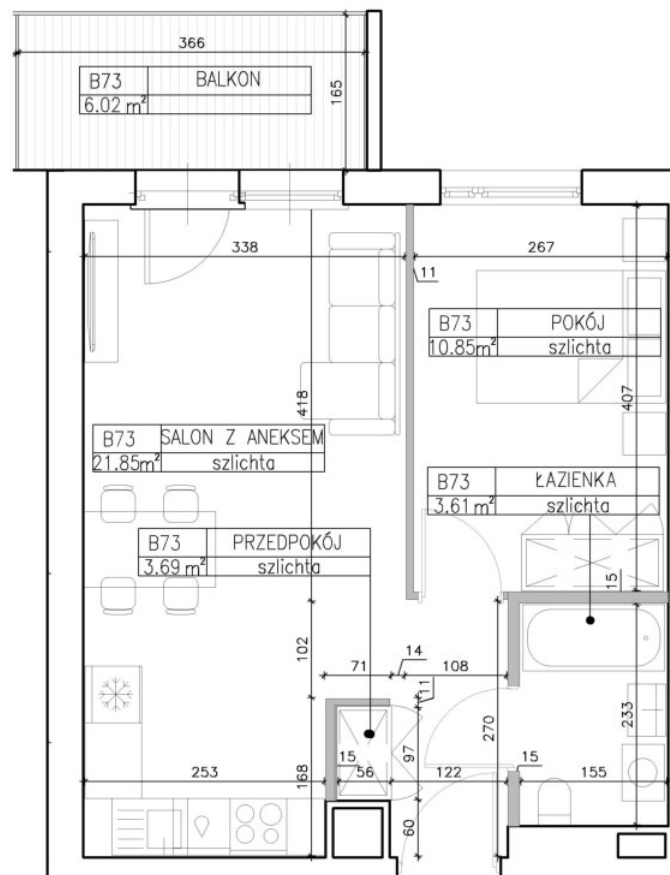 366
B73 BALKON
6.02 m²
165
338
267
11
B73 POKÓJ
10.85m² szlichta
418
407
B73 SALON Z ANEKSEM
21.85m² szlichta
B73 ŁAZIENKA
3.61 m² szlichta
B73 PRZEDPOKÓJ
3.69 m² szlichta
15
102
71
14
108
11
270
233
97
168
253
15
56
122
15
155
60